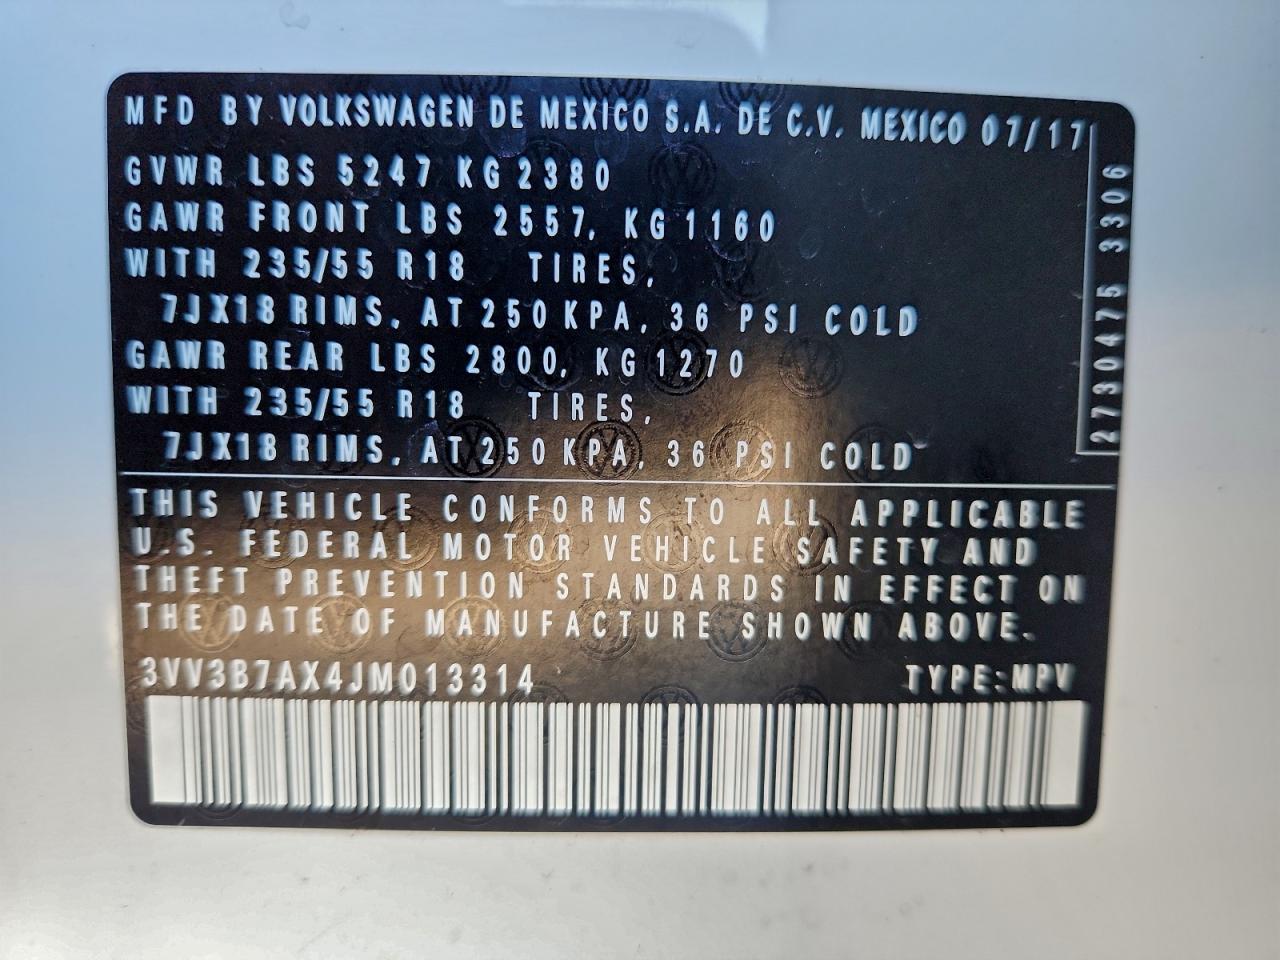 MFD BY VOLKSWAGEN DE MEXICO S.A. DE C.V. MEXICO 07/17
GVWR LBS 5247 KG 2380
GAWR FRONT LBS 2557, KG 1160
WITH 235/55 R18 TIRES,
7JX18 RIMS, AT 250 KPA, 36 PSI COLD
GAWR REAR LBS 2800, KG 1270
WITH 235/55 R18 TIRES,
7JX18 RIMS, AT 250 KPA, 36 PSI COLD
2730475 3306
THIS VEHICLE CONFORMS TO ALL APPLICABLE
U.S. FEDERAL MOTOR VEHICLE SAFETY AND
THEFT PREVENTION STANDARDS IN EFFECT ON
THE DATE OF MANUFACTURE SHOWN ABOVE.
3VV3B7AX4JM013314 TYPE:MPV